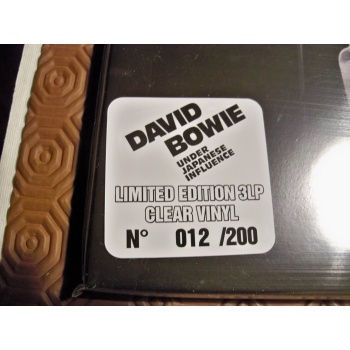 DAVID
BOWIE
UNDER
JAPANESE
INFLUENCE
LIMITED EDITION 3LP
CLEAR VINYL
N° 012 /200